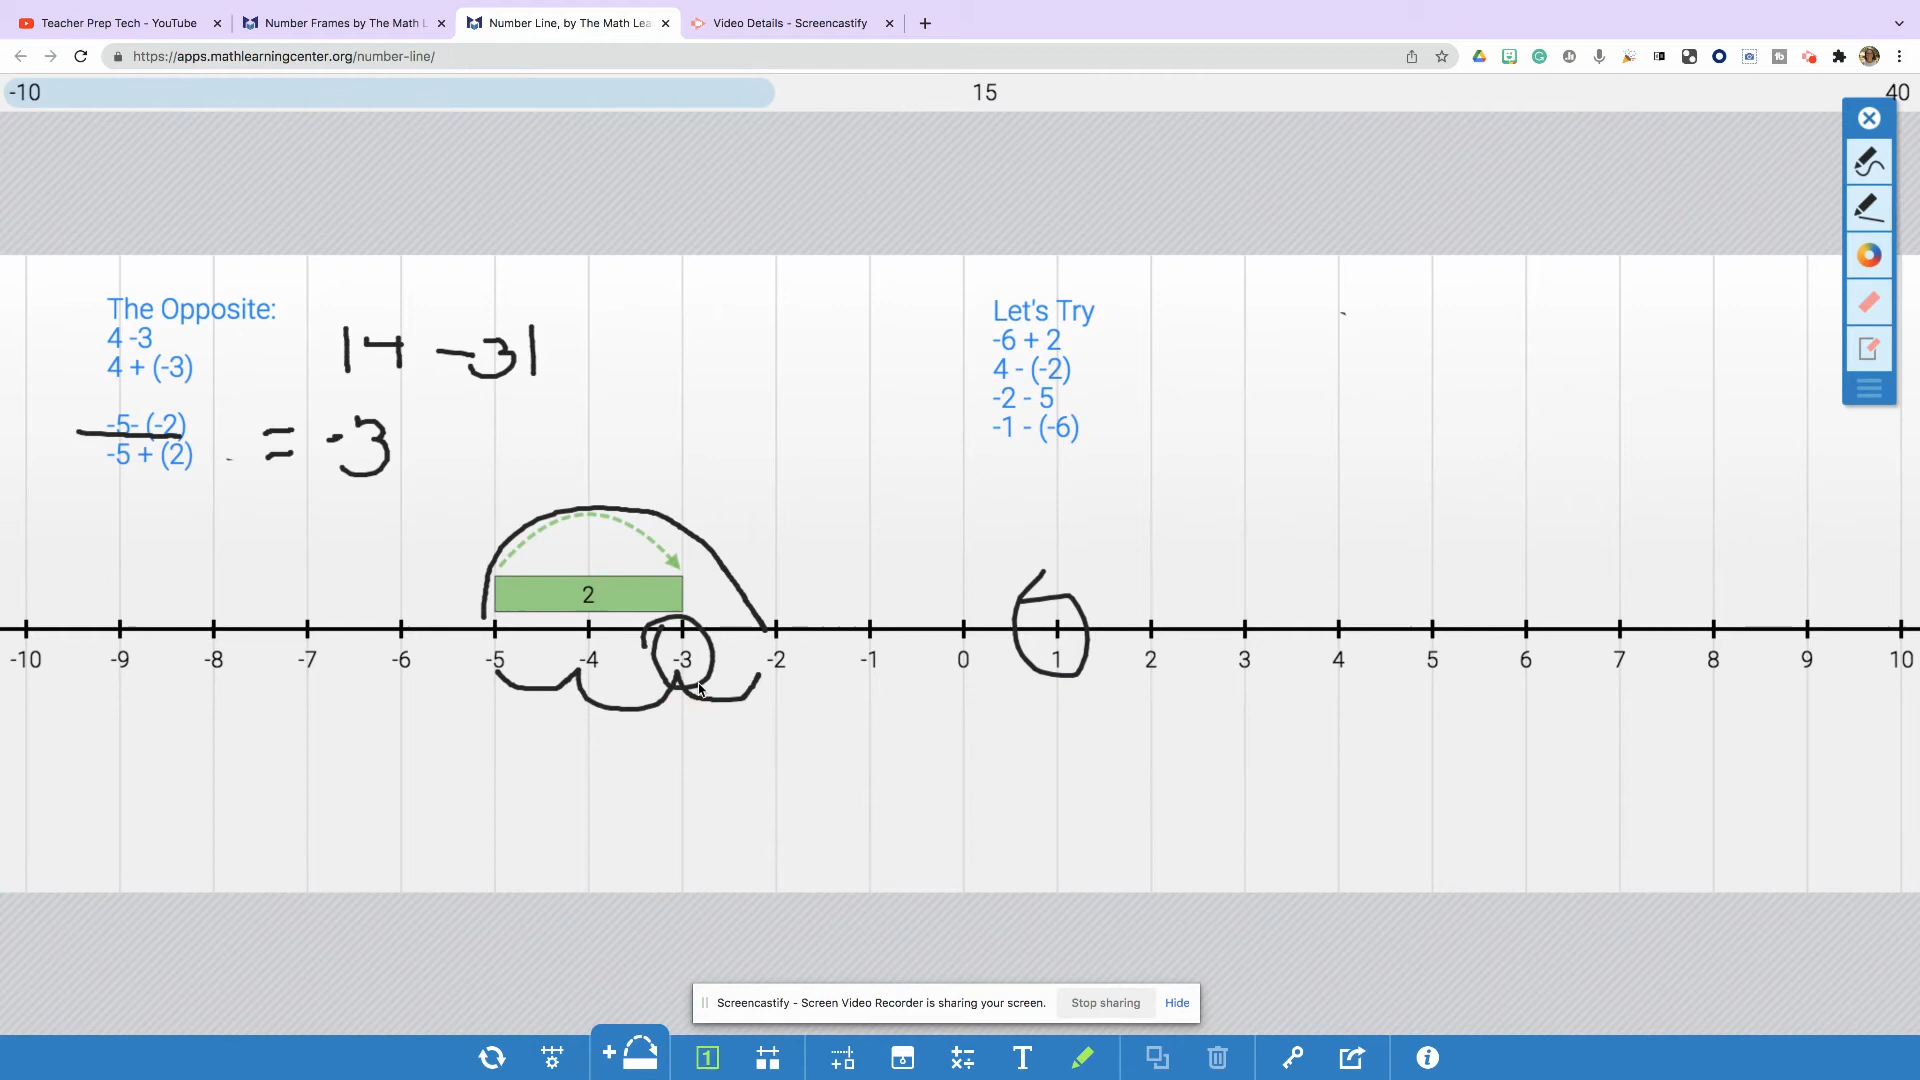 Teacher Prep Tech - YouTube
Number Frames by The Math L
Number Line, by The Math Lea
Video Details - Screencastify
https://apps.mathlearningcenter.org/number-line/
-10 15 40
The Opposite:
4 -3
4 + (-3)
|4 -3|
-5- (-2)
-5 + (2)
= -3
Let's Try
-6 + 2
4 - (-2)
-2 - 5
-1 - (-6)
2
-10 -9 -8 -7 -6 -5 -4 -3 -2 -1 0 1 2 3 4 5 6 7 8 9 10
Screencastify - Screen Video Recorder is sharing your screen.
Stop sharing
Hide
1
T